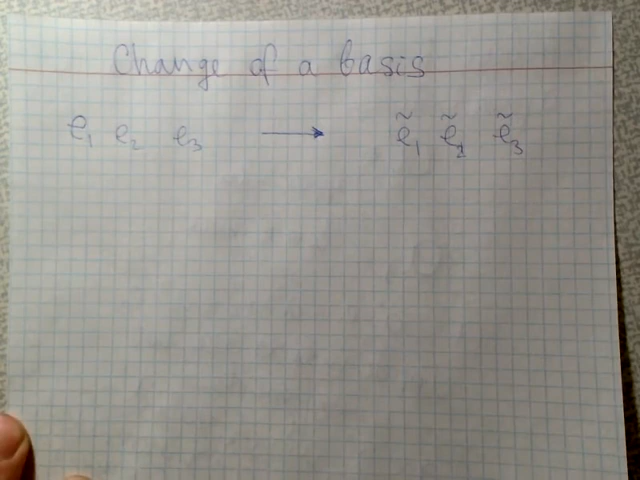 Change of a basis
e₁ e₂ e₃ → ẽ₁ ẽ₂ ẽ₃